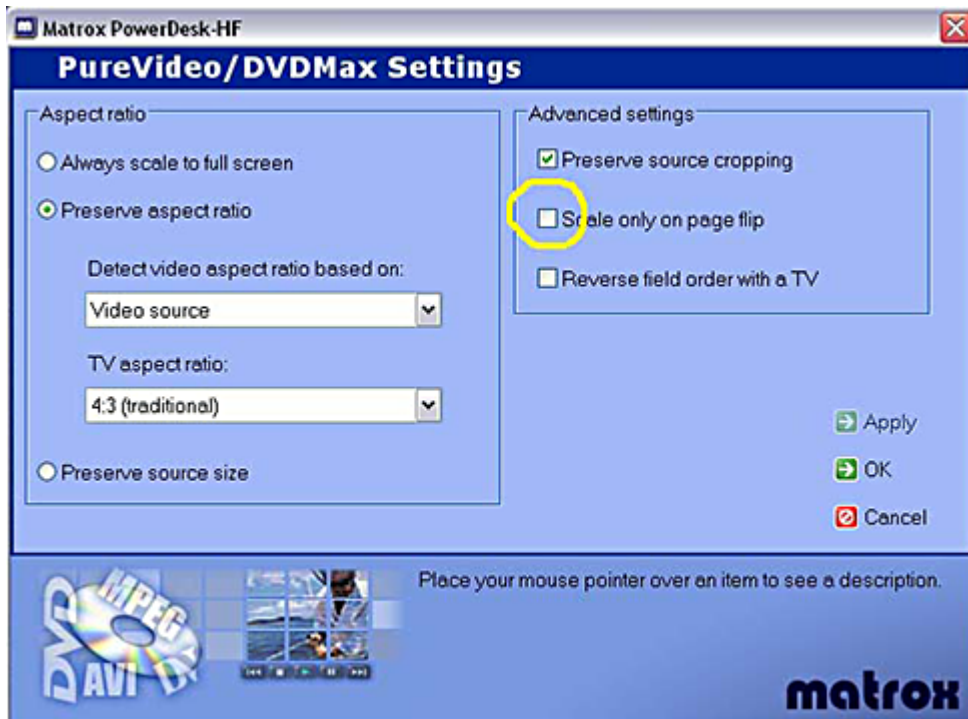 Matrox PowerDesk-HF
PureVideo/DVDMax Settings
Aspect ratio
Always scale to full screen
Preserve aspect ratio
Detect video aspect ratio based on:
Video source
TV aspect ratio:
4:3 (traditional)
Preserve source size
Advanced settings
Preserve source cropping
Scale only on page flip
Reverse field order with a TV
Apply
OK
Cancel
Place your mouse pointer over an item to see a description.
DVD
MPEG
AVI
matrox